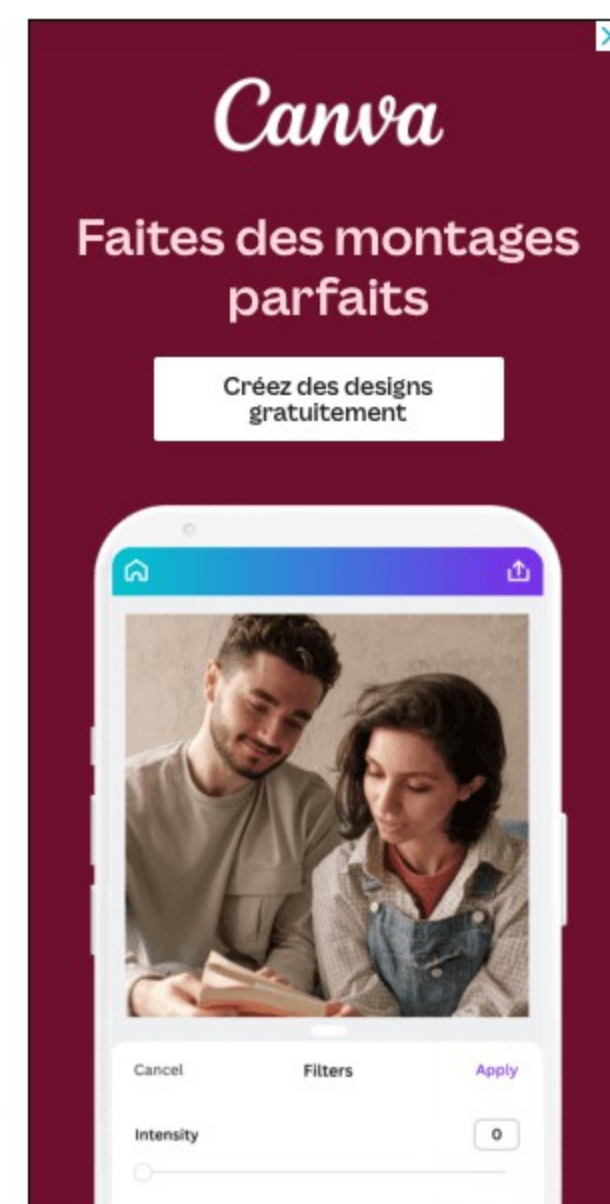 Canva
Faites des montages
parfaits
Créez des designs
gratuitement
Cancel Filters Apply
Intensity 0